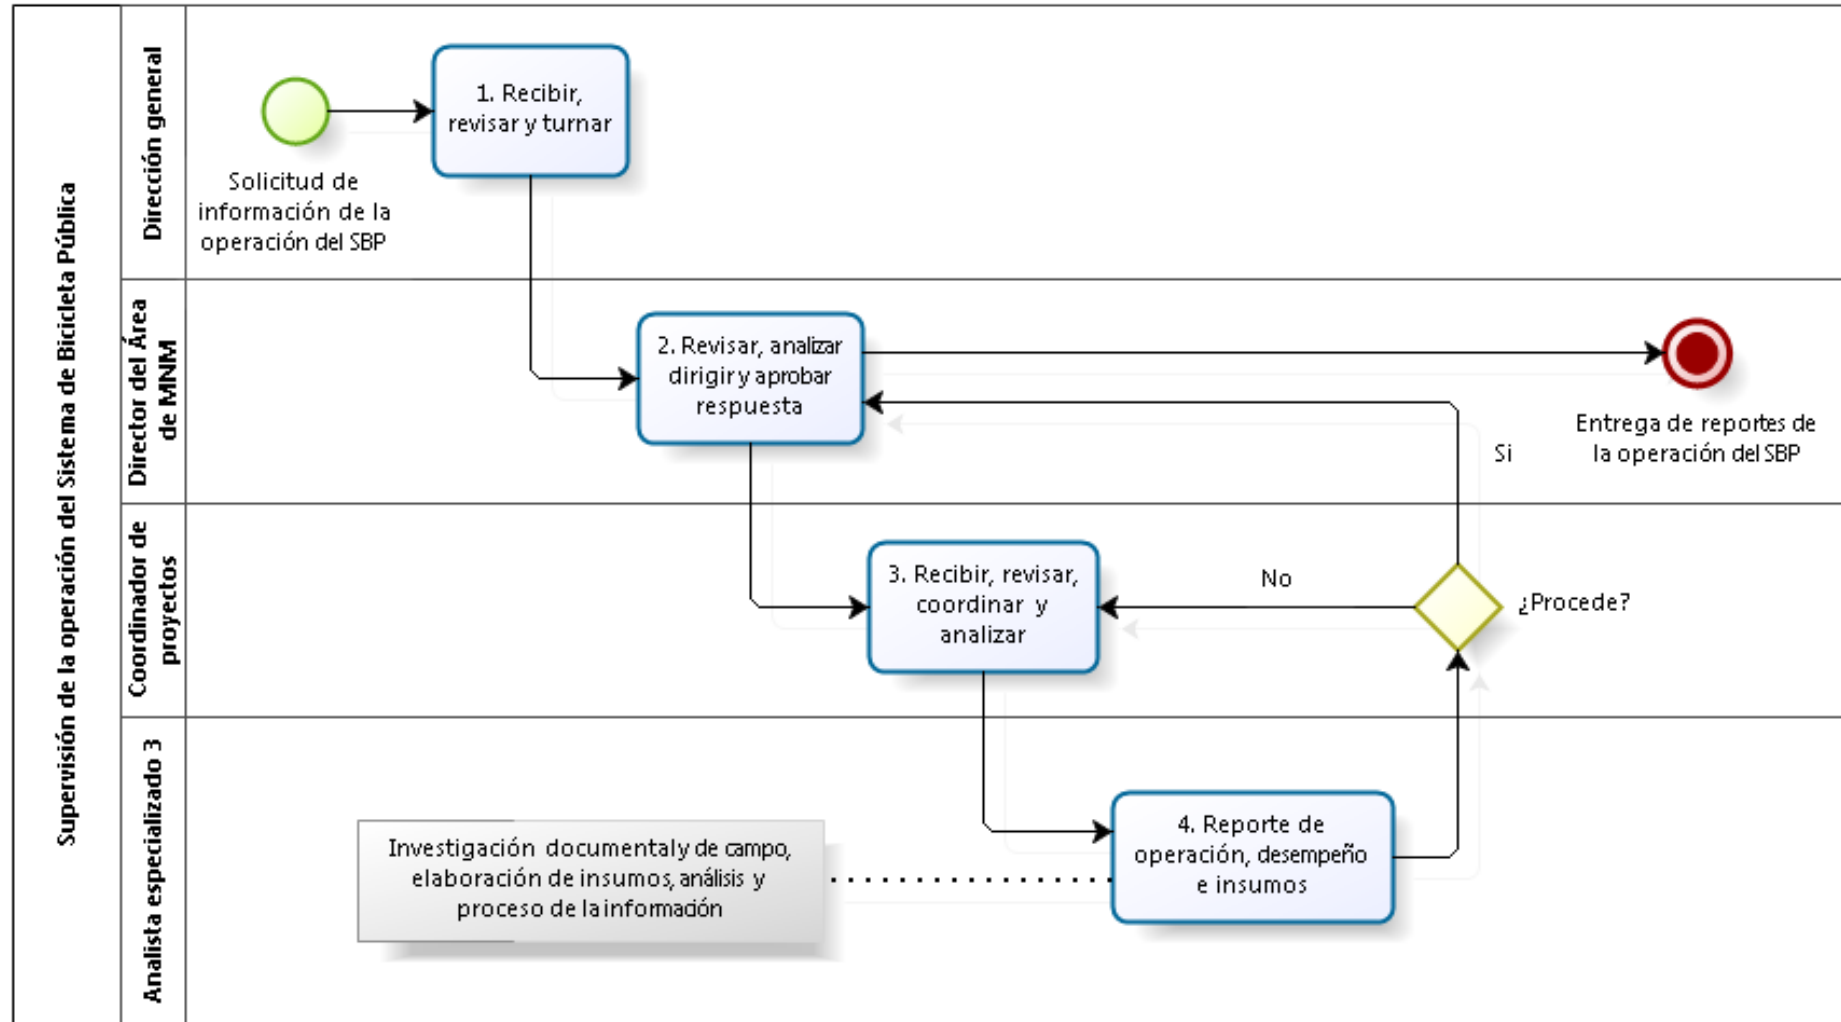 Supervisión de la operación del Sistema de Bicicleta Pública
Dirección general
Solicitud de
información de la
operación del SBP
1. Recibir,
revisar y turnar
Director del Área
de MNM
2. Revisar, analizar
dirigir y aprobar
respuesta
Entrega de reportes de
la operación del SBP
Si
Coordinador de
proyectos
3. Recibir, revisar,
coordinar y
analizar
No
¿Procede?
Analista especializado 3
Investigación documental y de campo,
elaboración de insumos, análisis y
proceso de la información
4. Reporte de
operación, desempeño
e insumos